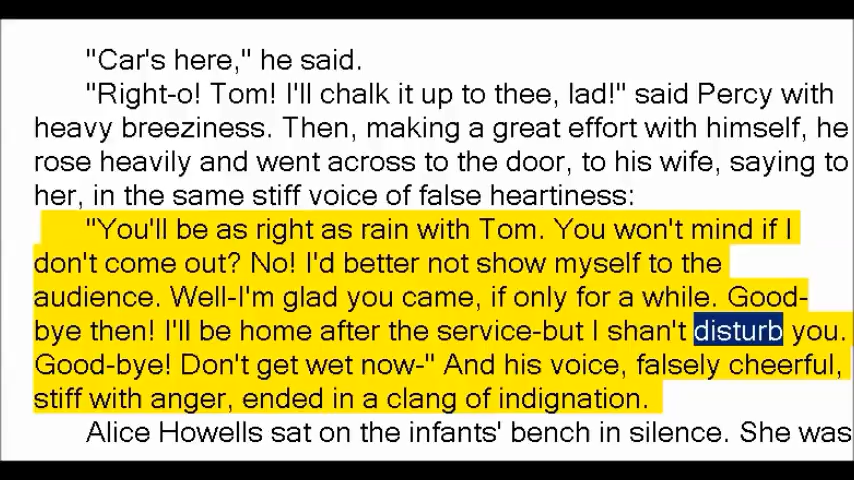 "Car's here," he said.
"Right-o! Tom! I'll chalk it up to thee, lad!" said Percy with
heavy breeziness. Then, making a great effort with himself, he
rose heavily and went across to the door, to his wife, saying to
her, in the same stiff voice of false heartiness:
"You'll be as right as rain with Tom. You won't mind if I
don't come out? No! I'd better not show myself to the
audience. Well-I'm glad you came, if only for a while. Good-
bye then! I'll be home after the service-but I shan't disturb you.
Good-bye! Don't get wet now-" And his voice, falsely cheerful,
stiff with anger, ended in a clang of indignation.
Alice Howells sat on the infants' bench in silence. She was